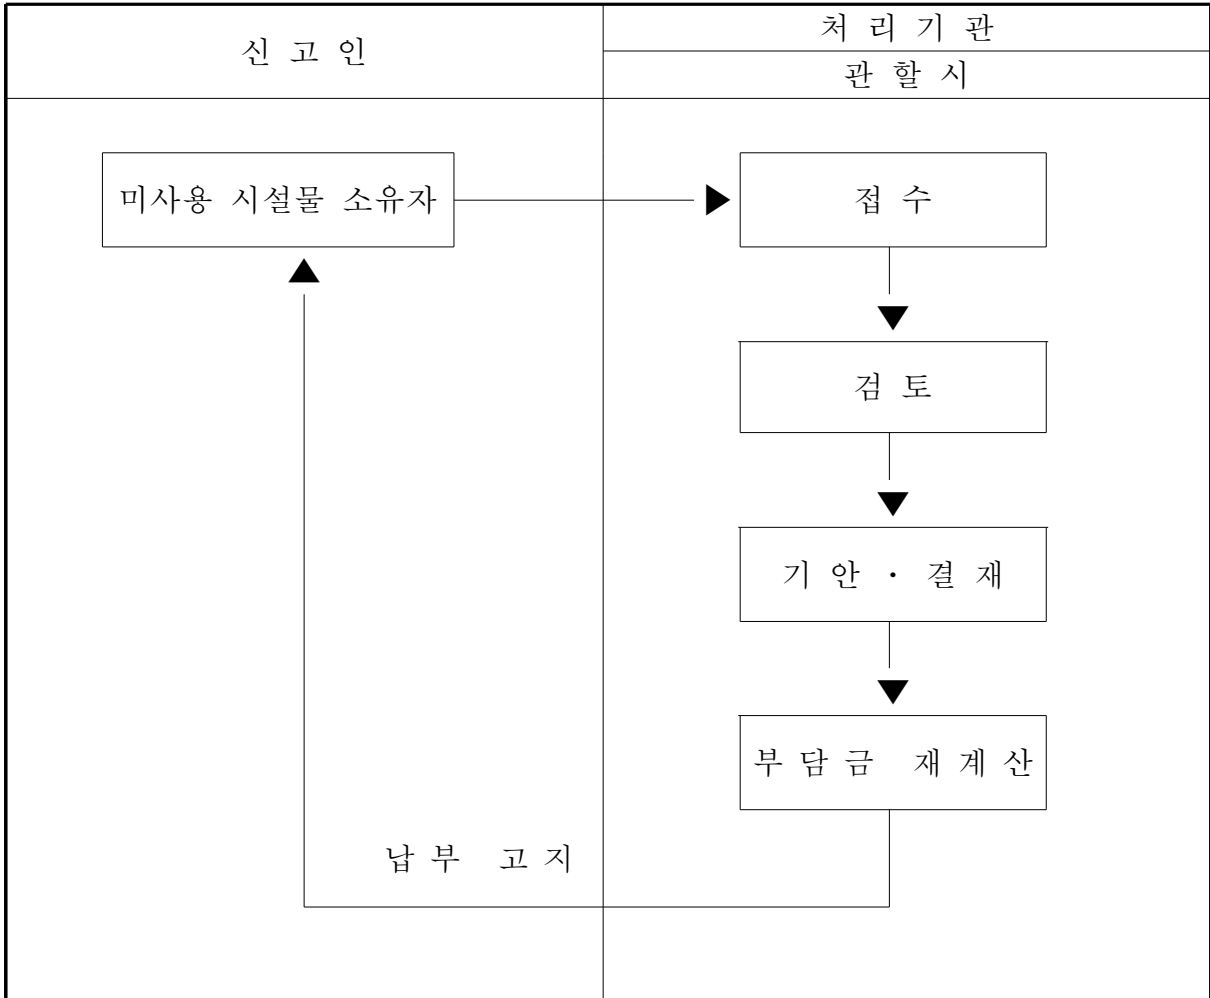 신 고 인
처 리 기 관
관 할 시
미사용 시설물 소유자
접 수
검 토
기 안 · 결 재
부 담 금 재 계 산
납 부 고 지